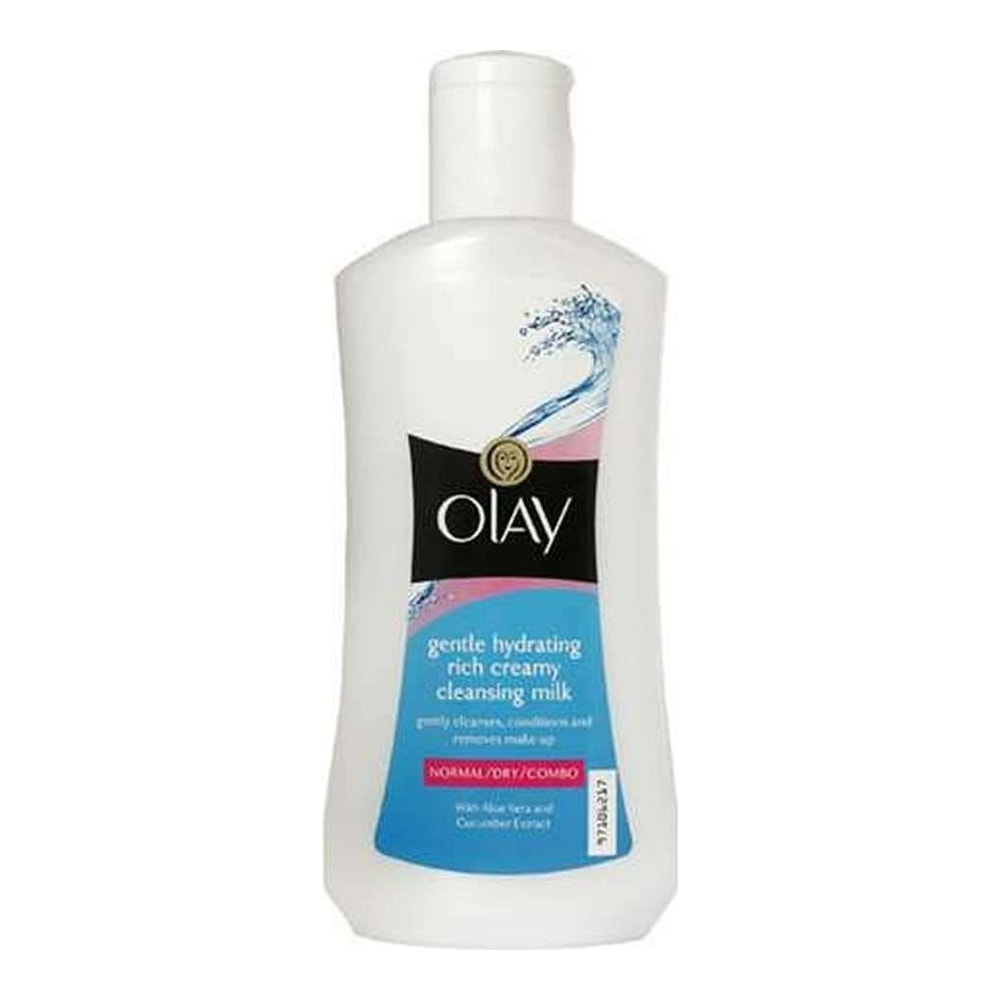 OLAY
gentle hydrating
rich creamy
cleansing milk
gently cleanses, conditions and
removes make-up
NORMAL/DRY/COMBO
With Aloe Vera and
Cucumber Extract
97106217